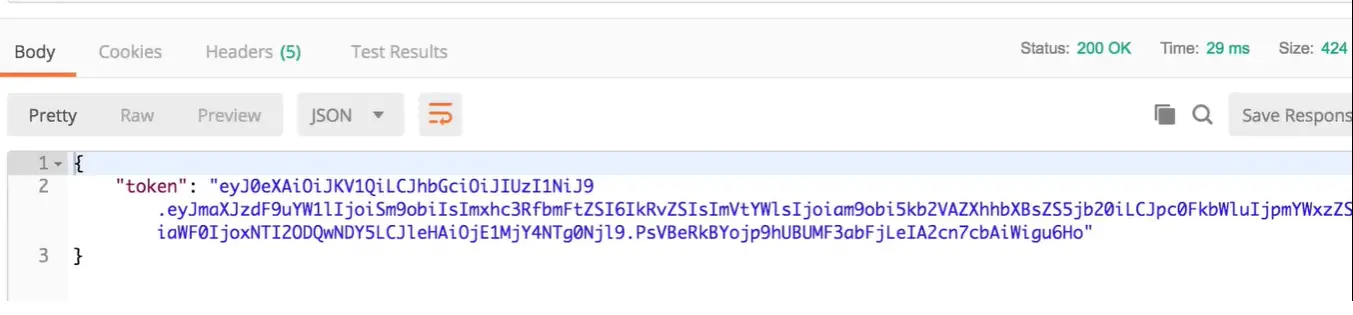 Body Cookies Headers (5) Test Results Status: 200 OK Time: 29 ms Size: 424
Pretty Raw Preview JSON Save Respons
1 {
2 "token": "eyJ0eXAiOiJKV1QiLCJhbGciOiJIUzI1NiJ9
.eyJmaXJzdF9uYW1lIjoiSm9obiIsImxhc3RfbmFtZSI6IkRvZSIsImVtYWlsIjoiam9obi5kb2VAZXhhbXBsZS5jb20iLCJpc0FkbWluIjpmYWxzZS
iaWF0IjoxNTI2ODQwNDY5LCJleHAiOjE1MjY4NTg0Njl9.PsVBeRkBYojp9hUBUMF3abFjLeIA2cn7cbAiWigu6Ho"
3 }